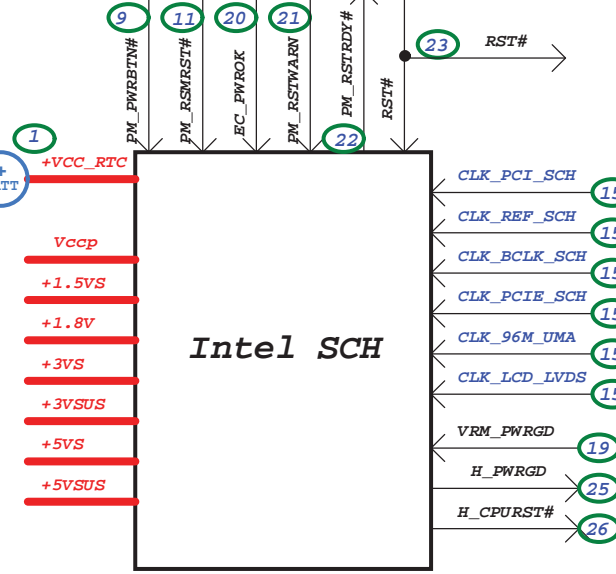 9 11 20 21
PM_PWRBTN#
PM_RSMRST#
EC_PWROK
PM_RSTWARN
PM_RSTRDY#
RST#
23 RST#
22
1
+VCC_RTC
+
Vccp
+1.5VS
+1.8V
+3VS
+3VSUS
+5VS
+5VSUS
Intel SCH
CLK_PCI_SCH
CLK_REF_SCH
CLK_BCLK_SCH
CLK_PCIE_SCH
CLK_96M_UMA
CLK_LCD_LVDS
VRM_PWRGD 19
H_PWRGD 25
H_CPURST# 26